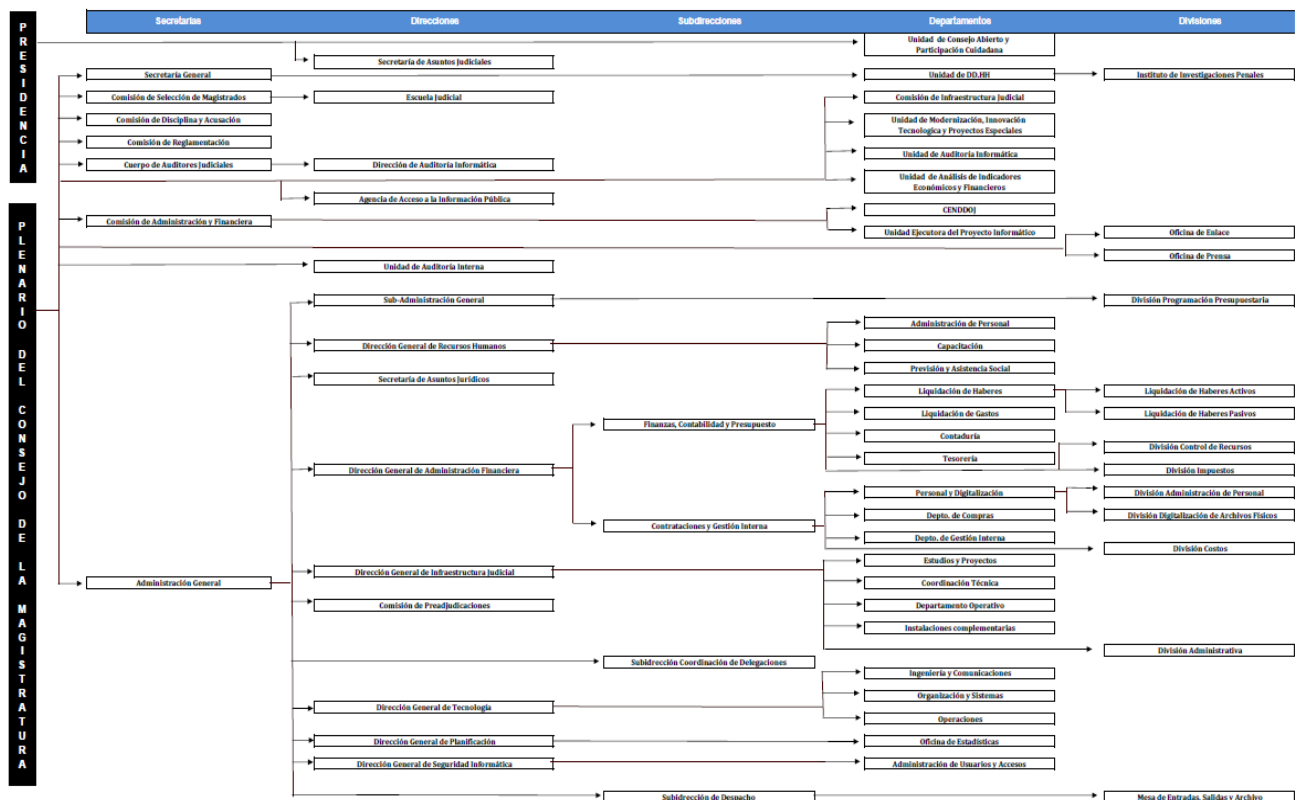 PRESIDENCIA
PLENARIO DEL CONSEJO DE LA MAGISTRATURA
Secretarías
Direcciones
Subdirecciones
Departamentos
Divisiones
Unidad de Consejo Abierto y
Participación Cuidadana
Secretaría de Asuntos Judiciales
Secretaría General
Unidad de DD.HH
Instituto de Investigaciones Penales
Comisión de Selección de Magistrados
Escuela Judicial
Comisión de Infraestructura Judicial
Comisión de Disciplina y Acusación
Unidad de Modernización, Innovación
Tecnologica y Proyectos Especiales
Comisión de Reglamentación
Unidad de Auditoría Informática
Cuerpo de Auditores Judiciales
Dirección de Auditoría Informática
Unidad de Análisis de Indicadores
Económicos y Financieros
Agencia de Acceso a la Información Pública
CENDDOJ
Comisión de Administración y Financiera
Unidad Ejecutora del Proyecto Informático
Oficina de Enlace
Oficina de Prensa
Unidad de Auditoría Interna
Sub-Administración General
División Programación Presupuestaria
Administración de Personal
Dirección General de Recursos Humanos
Capacitación
Previsión y Asistencia Social
Secretaría de Asuntos Jurídicos
Liquidación de Haberes
Liquidación de Haberes Activos
Liquidación de Gastos
Liquidación de Haberes Pasivos
Finanzas, Contabilidad y Presupuesto
Contaduría
División Control de Recursos
Tesorería
Dirección General de Administración Financiera
División Impuestos
Personal y Digitalización
División Administración de Personal
Depto. de Compras
División Digitalización de Archivos Físicos
Contrataciones y Gestión Interna
Depto. de Gestión Interna
División Costos
Estudios y Proyectos
Dirección General de Infraestructura Judicial
Administración General
Coordinación Técnica
Comisión de Preadjudicaciones
Departamento Operativo
Instalaciones complementarias
División Administrativa
Subidirección Coordinación de Delegaciones
Ingeniería y Comunicaciones
Organización y Sistemas
Dirección General de Tecnología
Operaciones
Dirección General de Planificación
Oficina de Estadísticas
Dirección General de Seguridad Informática
Administración de Usuarios y Accesos
Subidirección de Despacho
Mesa de Entradas, Salidas y Archivo